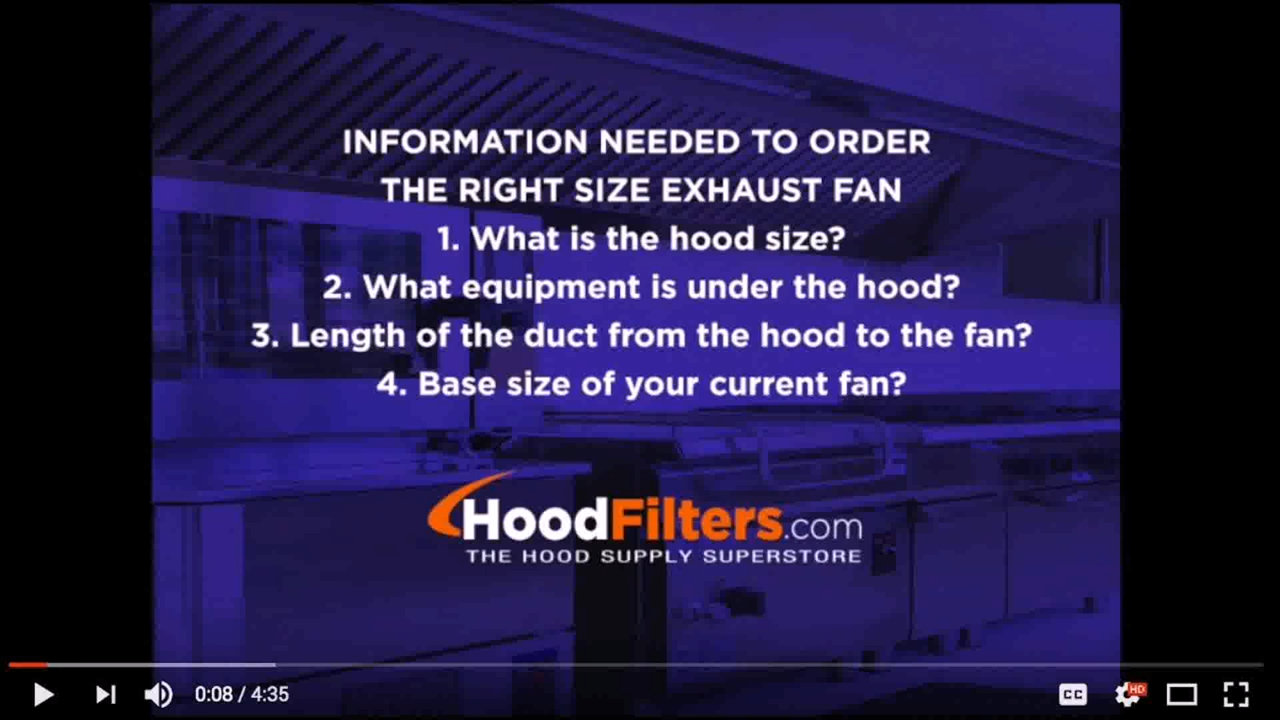 INFORMATION NEEDED TO ORDER
THE RIGHT SIZE EXHAUST FAN
1. What is the hood size?
2. What equipment is under the hood?
3. Length of the duct from the hood to the fan?
4. Base size of your current fan?
HoodFilters.com
THE HOOD SUPPLY SUPERSTORE
0:08 / 4:35
CC
HD